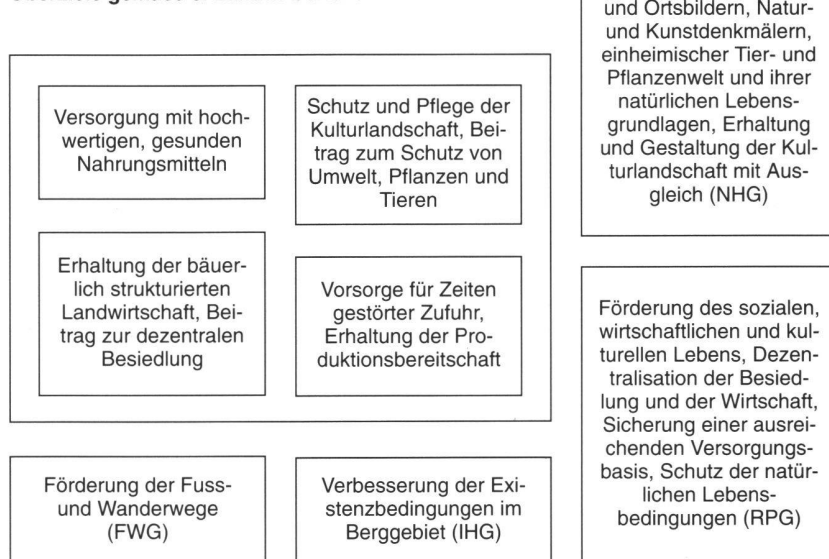 Versorgung mit hoch-
wertigen, gesunden
Nahrungsmitteln
Schutz und Pflege der
Kulturlandschaft, Bei-
trag zum Schutz von
Umwelt, Pflanzen und
Tieren
Erhaltung der bäuer-
lich strukturierten
Landwirtschaft, Bei-
trag zur dezentralen
Besiedlung
Vorsorge für Zeiten
gestörter Zufuhr,
Erhaltung der Pro-
duktionsbereitschaft
Förderung der Fuss-
und Wanderwege
(FWG)
Verbesserung der Exi-
stenzbedingungen im
Berggebiet (IHG)
und Ortsbildern, Natur-
und Kunstdenkmälern,
einheimischer Tier- und
Pflanzenwelt und ihrer
natürlichen Lebens-
grundlagen, Erhaltung
und Gestaltung der Kul-
turlandschaft mit Aus-
gleich (NHG)
Förderung des sozialen,
wirtschaftlichen und kul-
turellen Lebens, Dezen-
tralisation der Besied-
lung und der Wirtschaft,
Sicherung einer ausrei-
chenden Versorgungs-
basis, Schutz der natür-
lichen Lebens-
bedingungen (RPG)